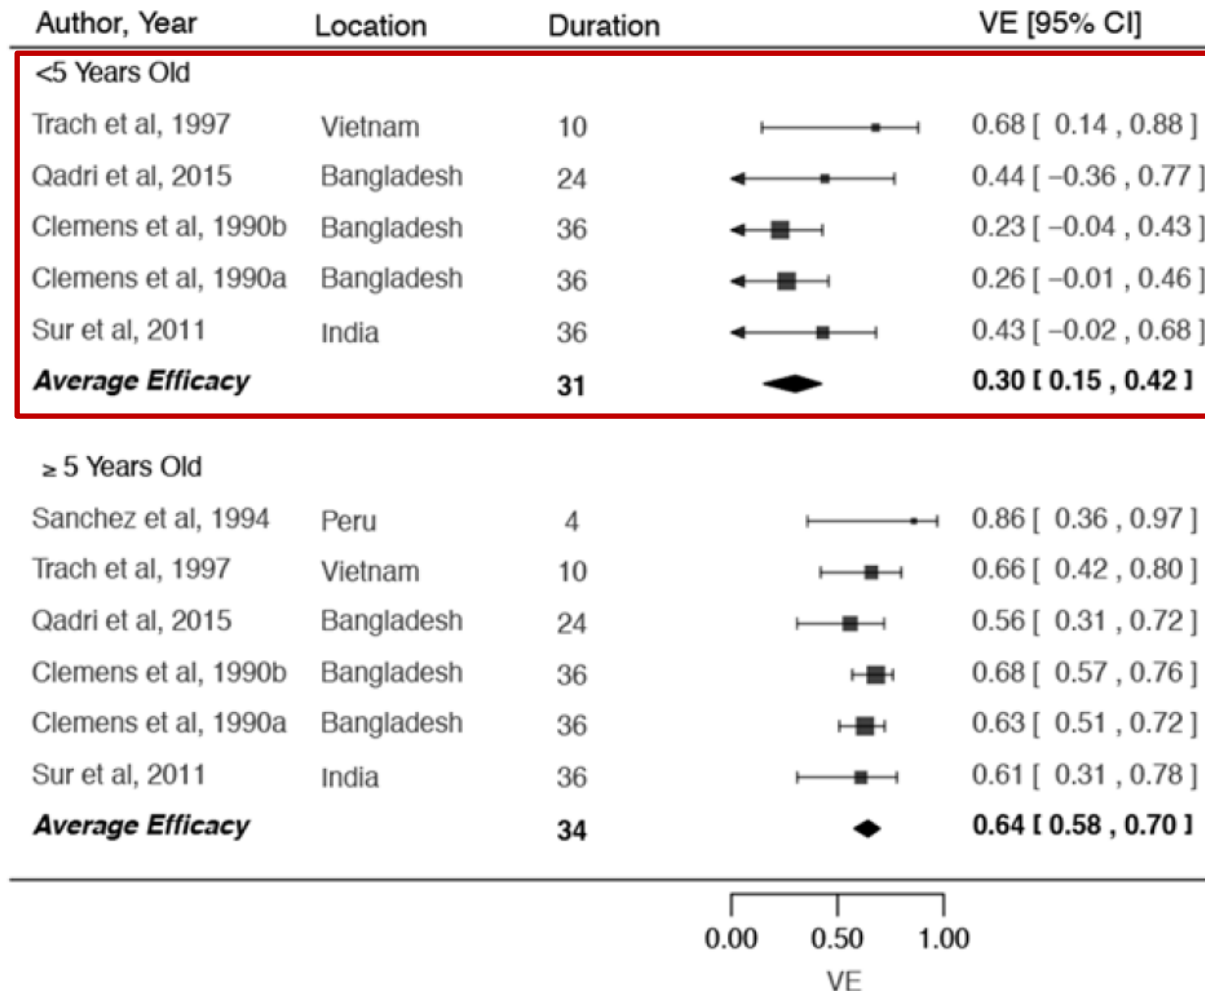 Author, Year Location Duration VE [95% CI]
<5 Years Old
Trach et al, 1997 Vietnam 10 0.68 [ 0.14 , 0.88 ]
Qadri et al, 2015 Bangladesh 24 0.44 [ −0.36 , 0.77 ]
Clemens et al, 1990b Bangladesh 36 0.23 [ −0.04 , 0.43 ]
Clemens et al, 1990a Bangladesh 36 0.26 [ −0.01 , 0.46 ]
Sur et al, 2011 India 36 0.43 [ −0.02 , 0.68 ]
Average Efficacy 31 0.30 [ 0.15 , 0.42 ]
≥ 5 Years Old
Sanchez et al, 1994 Peru 4 0.86 [ 0.36 , 0.97 ]
Trach et al, 1997 Vietnam 10 0.66 [ 0.42 , 0.80 ]
Qadri et al, 2015 Bangladesh 24 0.56 [ 0.31 , 0.72 ]
Clemens et al, 1990b Bangladesh 36 0.68 [ 0.57 , 0.76 ]
Clemens et al, 1990a Bangladesh 36 0.63 [ 0.51 , 0.72 ]
Sur et al, 2011 India 36 0.61 [ 0.31 , 0.78 ]
Average Efficacy 34 0.64 [ 0.58 , 0.70 ]
0.00 0.50 1.00
VE